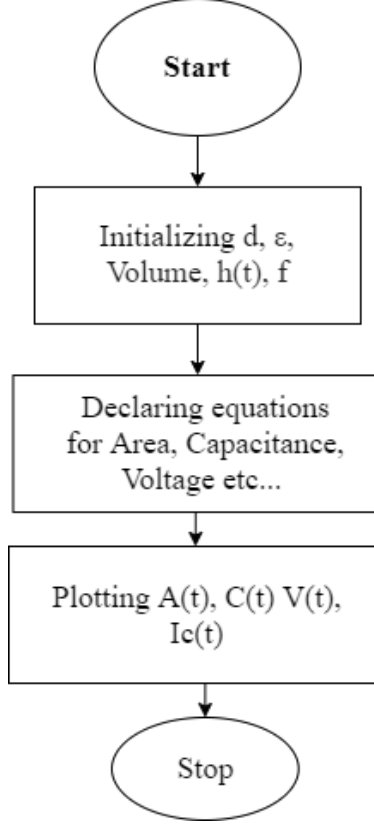 Start
Initializing d, ε,
Volume, h(t), f
Declaring equations
for Area, Capacitance,
Voltage etc...
Plotting A(t), C(t) V(t),
Ic(t)
Stop